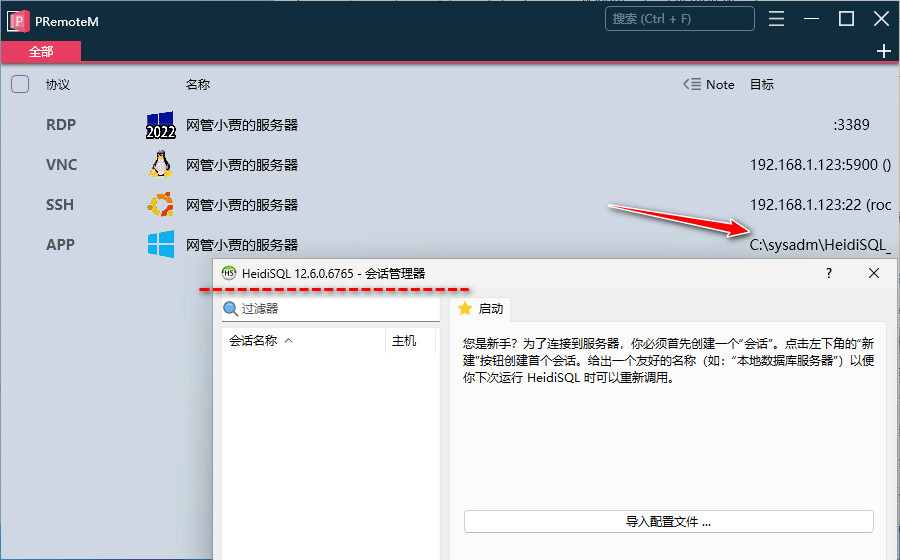 PRemoteM
搜索 (Ctrl + F)
全部
协议 名称 Note 目标
RDP 2022 网管小贾的服务器 :3389
VNC 网管小贾的服务器 192.168.1.123:5900 ()
SSH 网管小贾的服务器 192.168.1.123:22 (roc
APP 网管小贾的服务器 C:\sysadm\HeidiSQL_
HS HeidiSQL 12.6.0.6765 - 会话管理器 ?
过滤器
启动
会话名称 主机
您是新手？为了连接到服务器，你必须首先创建一个“会话”。点击左下角的“新
建”按钮创建首个会话。给出一个友好的名称（如：“本地数据库服务器”）以便
你下次运行 HeidiSQL 时可以重新调用。
导入配置文件 ...